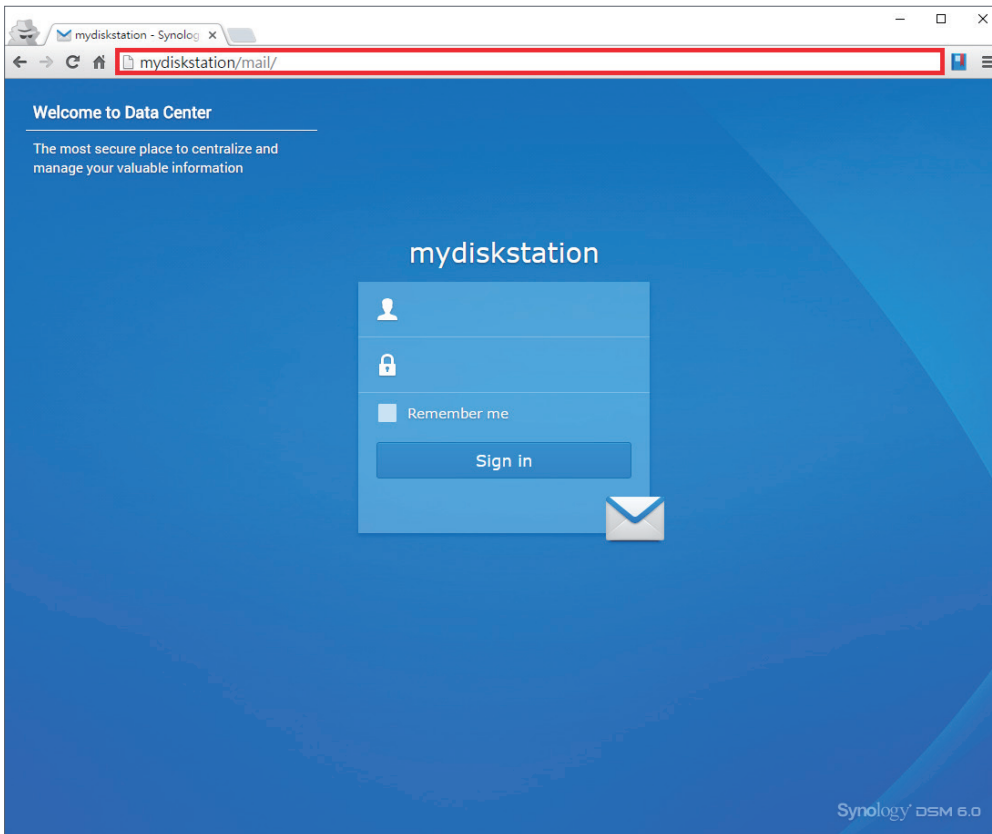 mydiskstation - Synolog
mydiskstation/mail/
Welcome to Data Center
The most secure place to centralize and
manage your valuable information
mydiskstation
Remember me
Sign in
Synology DSM 6.0